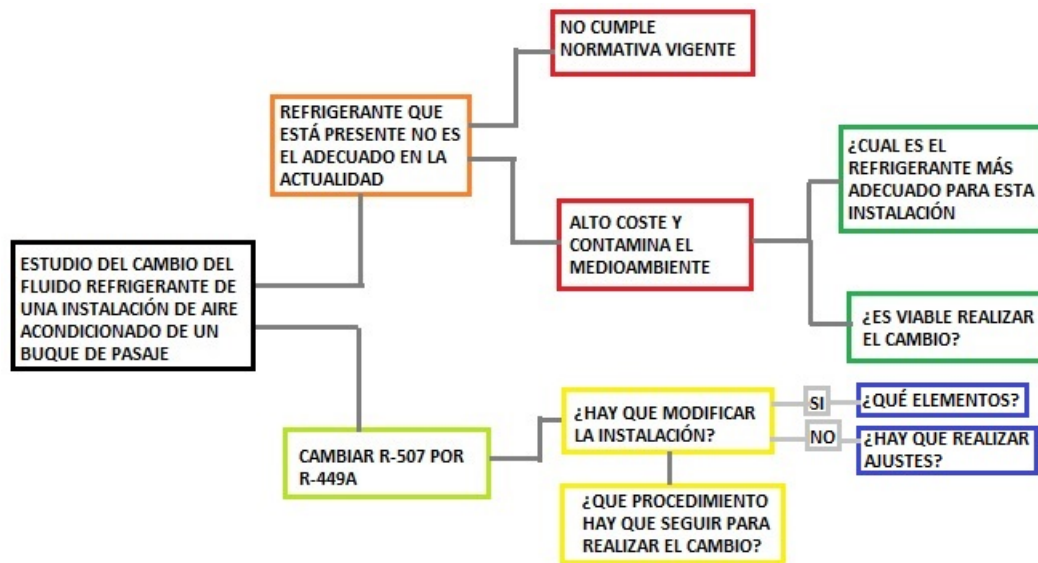 NO CUMPLE
NORMATIVA VIGENTE
REFRIGERANTE QUE
ESTÁ PRESENTE NO ES
EL ADECUADO EN LA
ACTUALIDAD
¿CUAL ES EL
REFRIGERANTE MÁS
ADECUADO PARA ESTA
INSTALACIÓN
ALTO COSTE Y
CONTAMINA EL
MEDIOAMBIENTE
ESTUDIO DEL CAMBIO DEL
FLUIDO REFRIGERANTE DE
UNA INSTALACIÓN DE AIRE
ACONDICIONADO DE UN
BUQUE DE PASAJE
¿ES VIABLE REALIZAR
EL CAMBIO?
CAMBIAR R-507 POR
R-449A
¿HAY QUE MODIFICAR
LA INSTALACIÓN?
SI
¿QUÉ ELEMENTOS?
NO
¿HAY QUE REALIZAR
AJUSTES?
¿QUE PROCEDIMIENTO
HAY QUE SEGUIR PARA
REALIZAR EL CAMBIO?